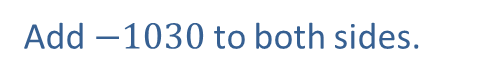 Add −1030 to both sides.